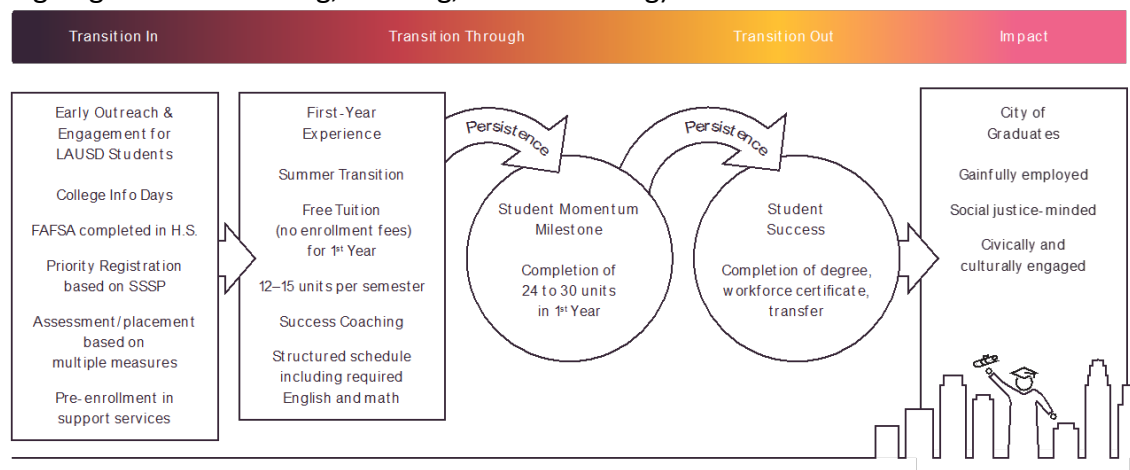 Transition In
Transition Through
Transition Out
Impact
Early Outreach &
Engagement for
LAUSD Students
College Info Days
FAFSA completed in H.S.
Priority Registration
based on SSSP
Assessment/placement
based on
multiple measures
Pre-enrollment in
support services
First-Year
Experience
Summer Transition
Free Tuition
(no enrollment fees)
for 1st Year
12–15 units per semester
Success Coaching
Structured schedule
including required
English and math
Persistence
Student Momentum
Milestone
Completion of
24 to 30 units
in 1st Year
Persistence
Student
Success
Completion of degree,
workforce certificate,
transfer
City of
Graduates
Gainfully employed
Social justice-minded
Civically and
culturally engaged